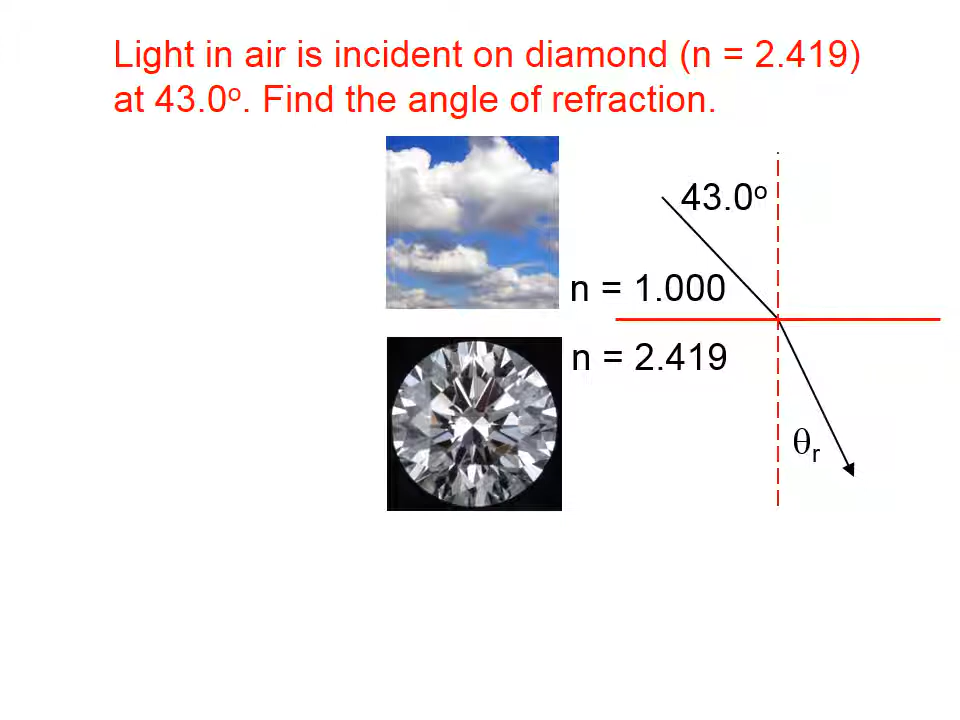 Light in air is incident on diamond (n = 2.419)
at 43.0º. Find the angle of refraction.
43.0º
n = 1.000
n = 2.419
θr